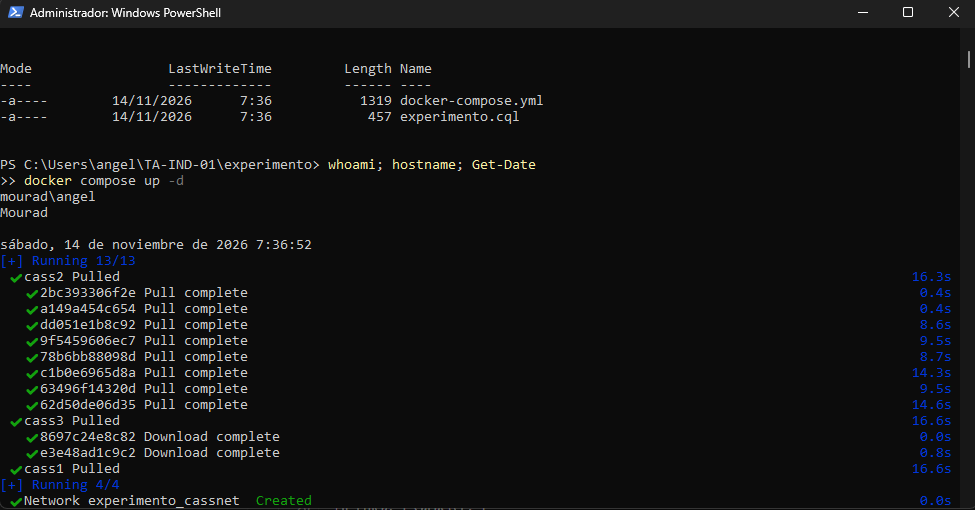 Administrador: Windows PowerShell
Mode                 LastWriteTime         Length Name
----                 -------------         ------ ----
-a----        14/11/2026      7:36           1319 docker-compose.yml
-a----        14/11/2026      7:36            457 experimento.cql
PS C:\Users\angel\TA-IND-01\experimento> whoami; hostname; Get-Date
>> docker compose up -d
mourad\angel
Mourad
sábado, 14 de noviembre de 2026 7:36:52
[+] Running 13/13
cass2 Pulled 16.3s
2bc393306f2e Pull complete 0.4s
a149a454c654 Pull complete 0.4s
dd051e1b8c92 Pull complete 8.6s
9f5459606ec7 Pull complete 9.5s
78b6bb88098d Pull complete 8.7s
c1b0e6965d8a Pull complete 14.3s
63496f14320d Pull complete 9.5s
62d50de06d35 Pull complete 14.6s
cass3 Pulled 16.6s
8697c24e8c82 Download complete 0.0s
e3e48ad1c9c2 Download complete 0.8s
cass1 Pulled 16.6s
[+] Running 4/4
Network experimento_cassnet  Created 0.0s